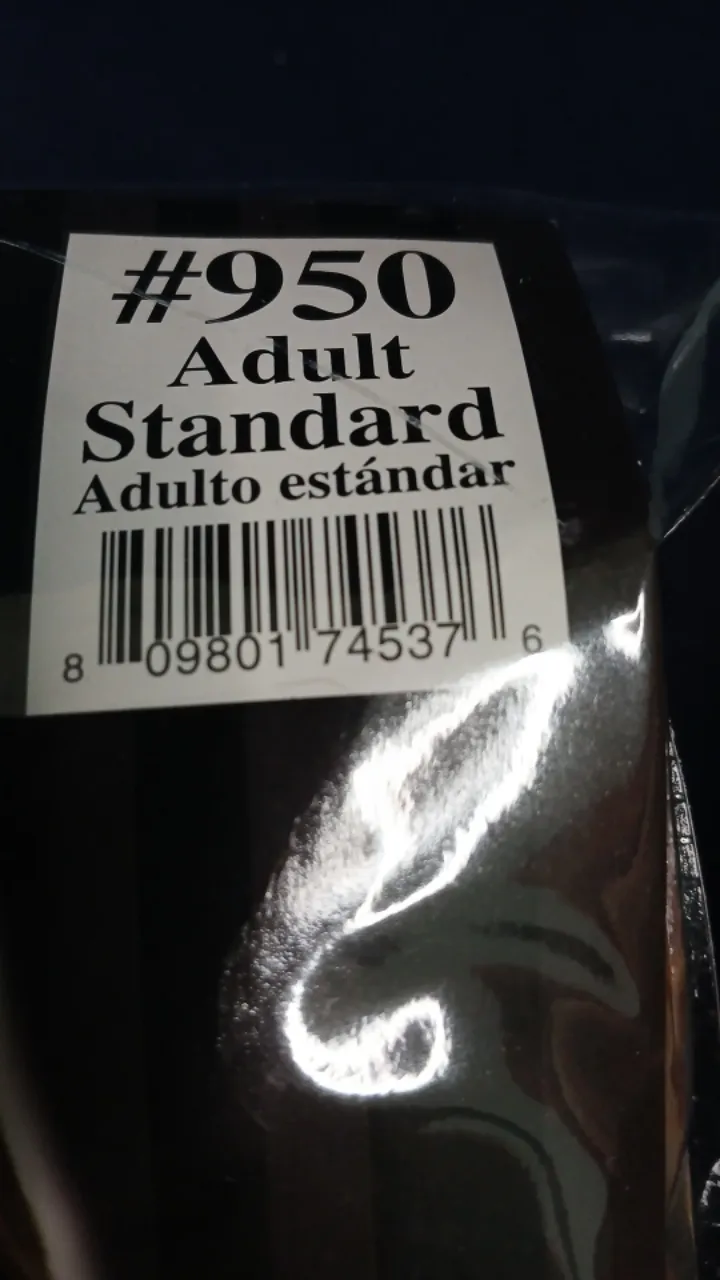 #950
Adult
Standard
Adulto estándar
8 09801 74537 6